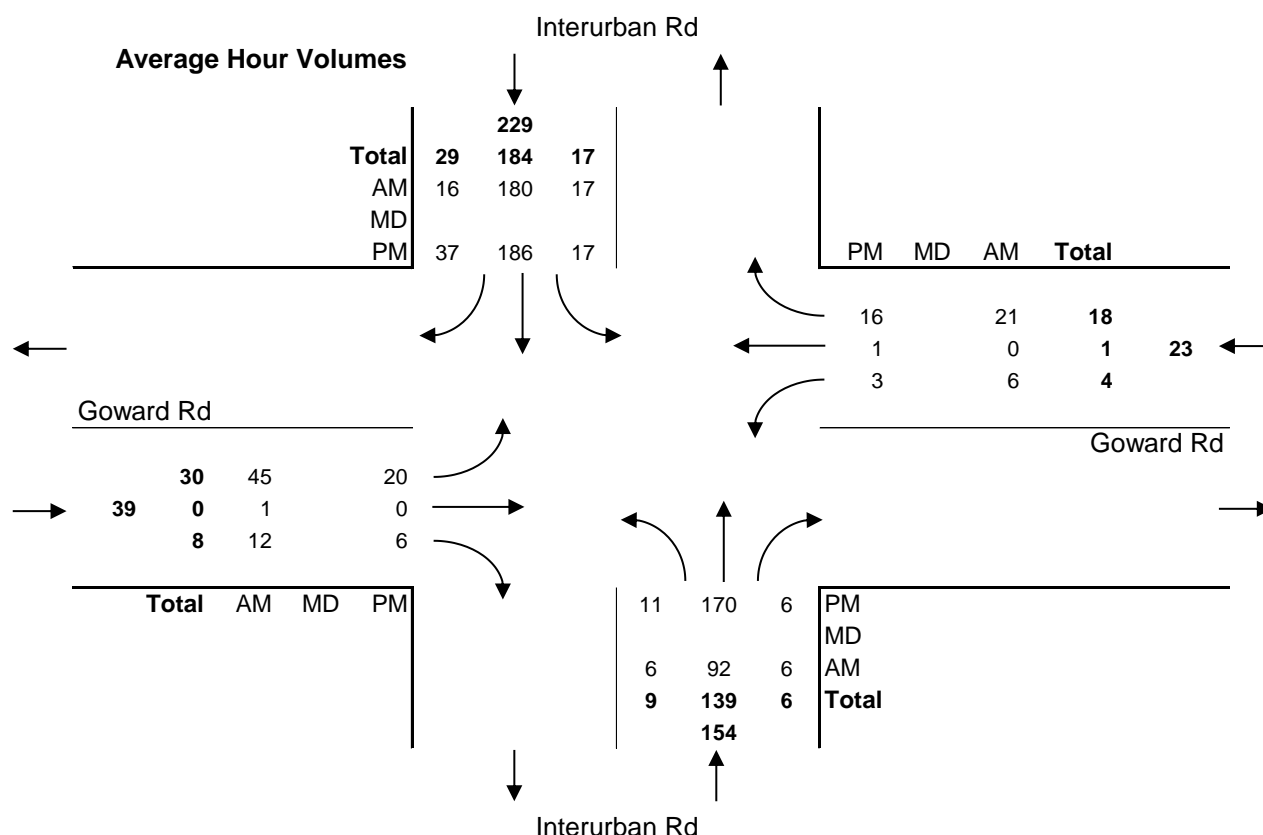 Interurban Rd
Average Hour Volumes
229
Total 29 184 17
AM 16 180 17
MD
PM 37 186 17
PM MD AM Total
16 21 18
1 0 1 23
3 6 4
Goward Rd
Goward Rd
30 45 20
39 0 1 0
8 12 6
Total AM MD PM
11 170 6 PM
MD
6 92 6 AM
9 139 6 Total
154
Interurban Rd